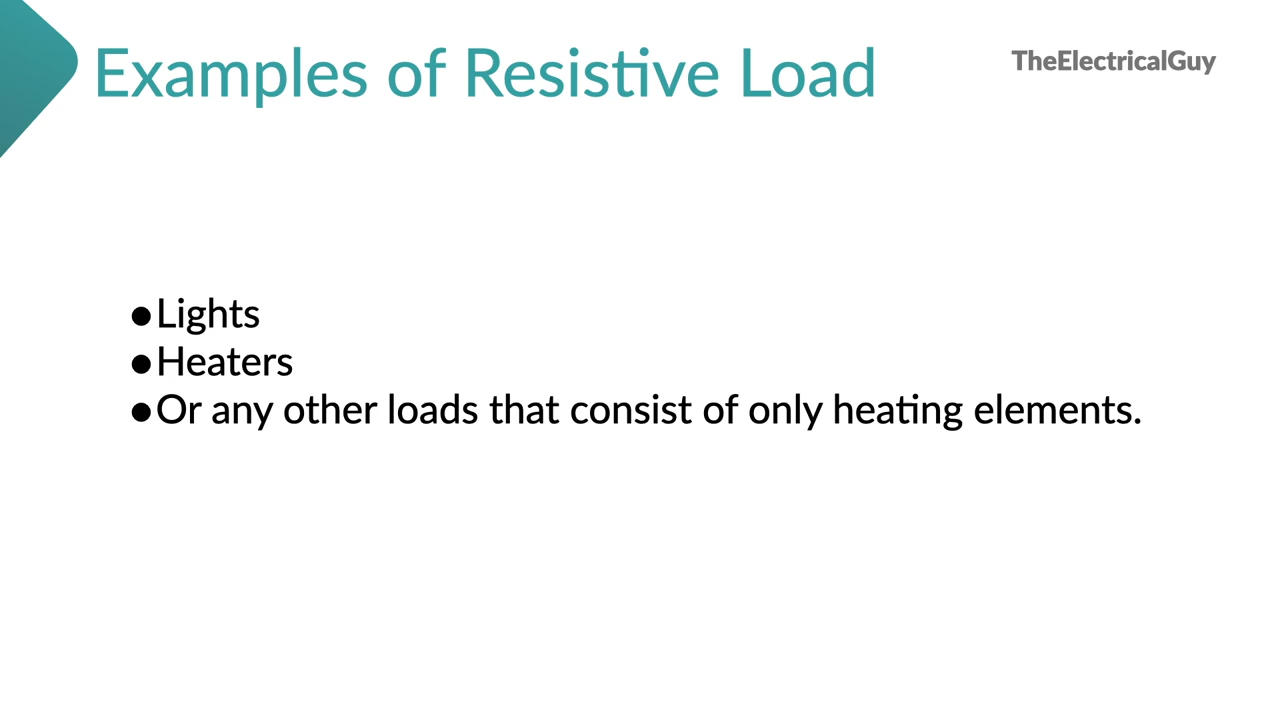 Examples of Resistive Load
TheElectricalGuy
●Lights
●Heaters
●Or any other loads that consist of only heating elements.